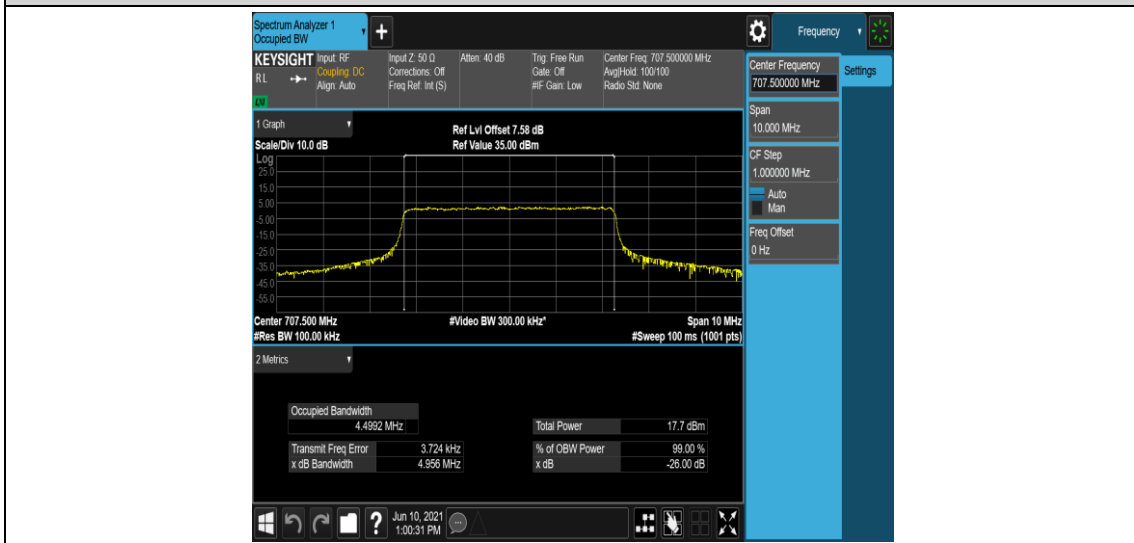 Spectrum Analyzer 1
Occupied BW
+
Frequency
KEYSIGHT
RL
LXI
Input: RF
Coupling: DC
Align: Auto
Input Z: 50 Ω
Corrections: Off
Freq Ref: Int (S)
Atten: 40 dB
Trig: Free Run
Gate: Off
#IF Gain: Low
Center Freq: 707.500000 MHz
Avg|Hold: 100/100
Radio Std: None
Center Frequency
707.500000 MHz
Settings
Span
10.000 MHz
CF Step
1.000000 MHz
Auto
Man
Freq Offset
0 Hz
1 Graph
Ref Lvl Offset 7.58 dB
Scale/Div 10.0 dB
Ref Value 35.00 dBm
Log
25.0
15.0
5.00
-5.00
-15.0
-25.0
-35.0
-45.0
-55.0
Center 707.500 MHz
#Video BW 300.00 kHz*
Span 10 MHz
#Res BW 100.00 kHz
#Sweep 100 ms (1001 pts)
2 Metrics
Occupied Bandwidth
4.4992 MHz
Total Power 17.7 dBm
Transmit Freq Error 3.724 kHz
% of OBW Power 99.00 %
x dB Bandwidth 4.956 MHz
x dB -26.00 dB
?
Jun 10, 2021
1:00:31 PM